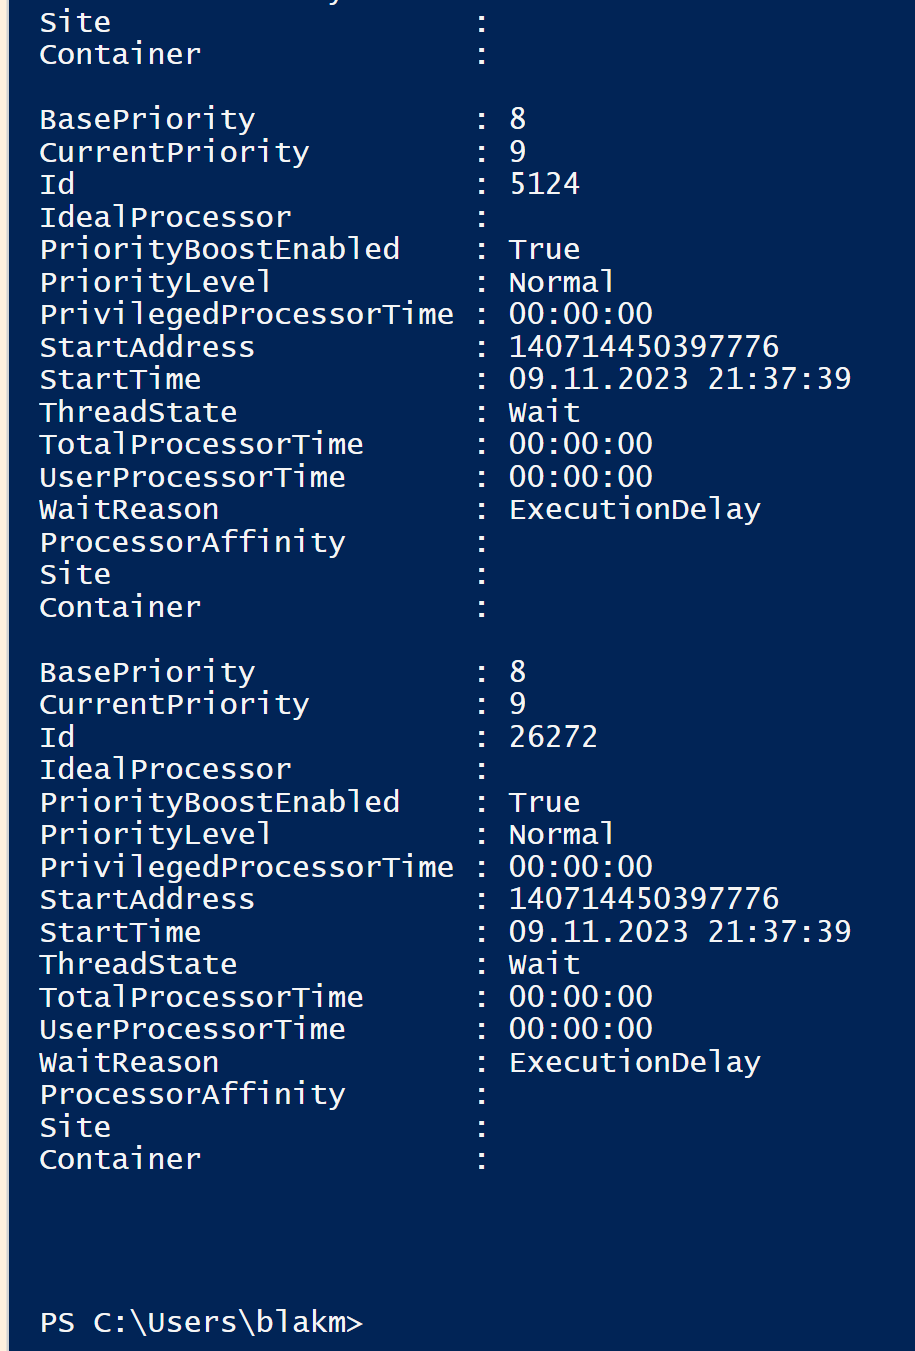 Site                     :
Container                :
BasePriority             : 8
CurrentPriority          : 9
Id                       : 5124
IdealProcessor           :
PriorityBoostEnabled     : True
PriorityLevel            : Normal
PrivilegedProcessorTime : 00:00:00
StartAddress             : 140714450397776
StartTime                : 09.11.2023 21:37:39
ThreadState              : Wait
TotalProcessorTime       : 00:00:00
UserProcessorTime        : 00:00:00
WaitReason               : ExecutionDelay
ProcessorAffinity        :
Site                     :
Container                :
BasePriority             : 8
CurrentPriority          : 9
Id                       : 26272
IdealProcessor           :
PriorityBoostEnabled     : True
PriorityLevel            : Normal
PrivilegedProcessorTime : 00:00:00
StartAddress             : 140714450397776
StartTime                : 09.11.2023 21:37:39
ThreadState              : Wait
TotalProcessorTime       : 00:00:00
UserProcessorTime        : 00:00:00
WaitReason               : ExecutionDelay
ProcessorAffinity        :
Site                     :
Container                :
PS C:\Users\blakm>